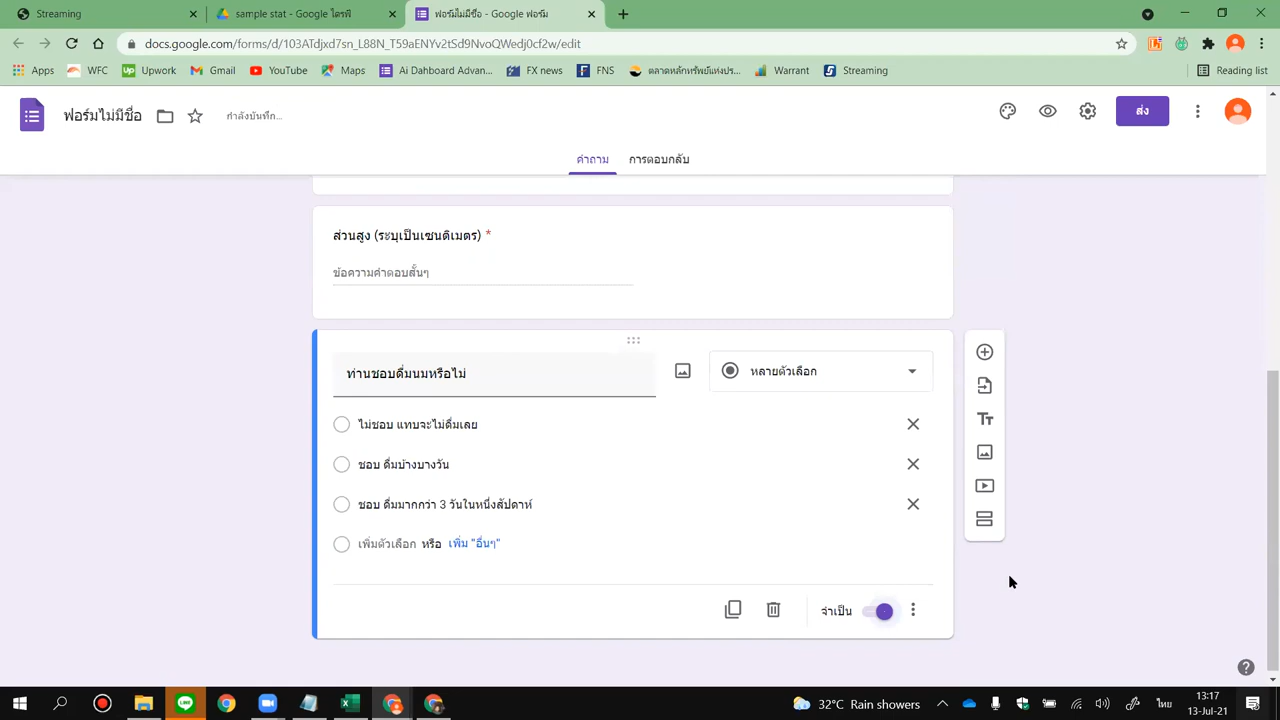 Streaming
sample stat - Google ไดรฟ์
ฟอร์มไม่มีชื่อ - Google ฟอร์ม
docs.google.com/forms/d/103ATdjxd7sn_L88N_T59aENYv2tSd9NvoQWedj0cf2w/edit
Apps
WFC
Upwork
Gmail
YouTube
Maps
Ai Dahboard Advan...
FX news
FNS
ตลาดหลักทรัพย์แห่งปร...
Warrant
Streaming
Reading list
ฟอร์มไม่มีชื่อ
กำลังบันทึก...
ส่ง
คำถาม
การตอบกลับ
ส่วนสูง (ระบุเป็นเซนติเมตร) *
ข้อความคำตอบสั้นๆ
ท่านชอบดื่มนมหรือไม่
หลายตัวเลือก
ไม่ชอบ แทบจะไม่ดื่มเลย
ชอบ ดื่มบ้างบางวัน
ชอบ ดื่มมากกว่า 3 วันในหนึ่งสัปดาห์
เพิ่มตัวเลือก หรือ เพิ่ม "อื่นๆ"
จำเป็น
32°C Rain showers
ไทย
13:17
13-Jul-21